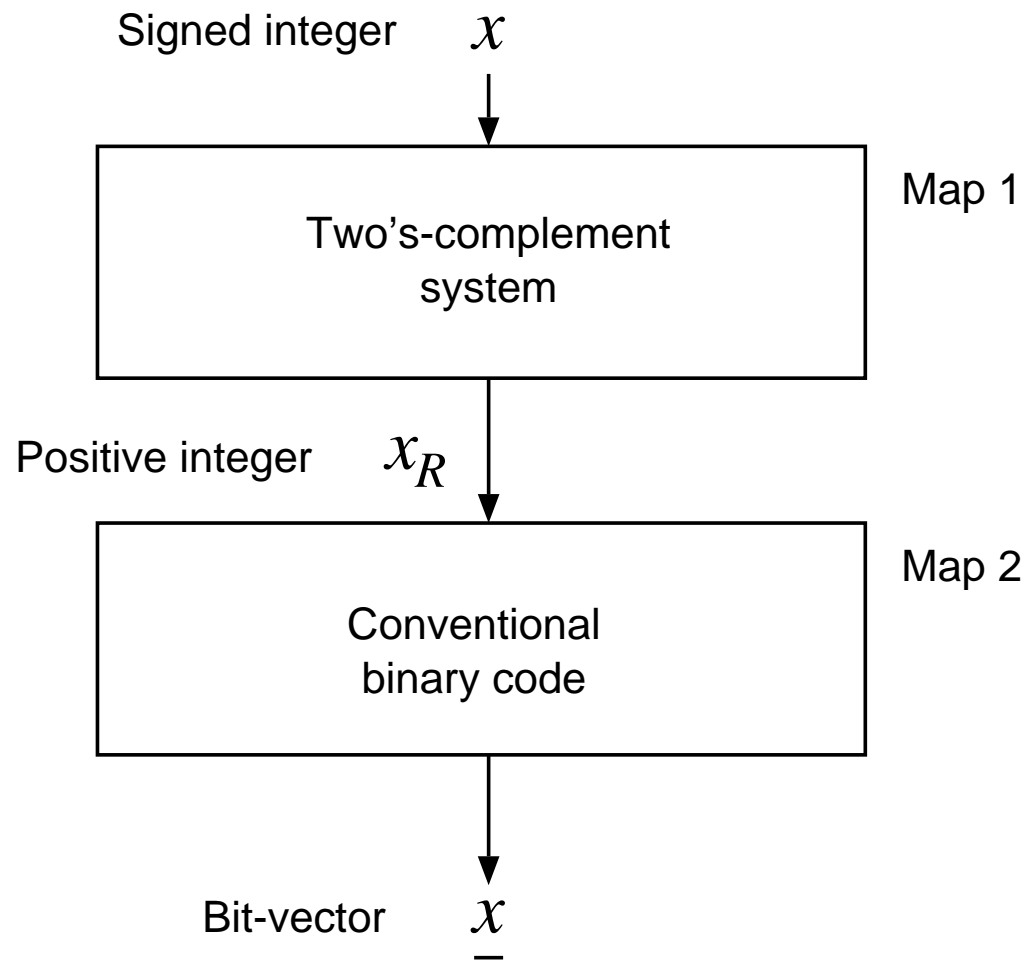 Signed integer x
Map 1
Two’s-complement
system
Positive integer x_R
Map 2
Conventional
binary code
Bit-vector x